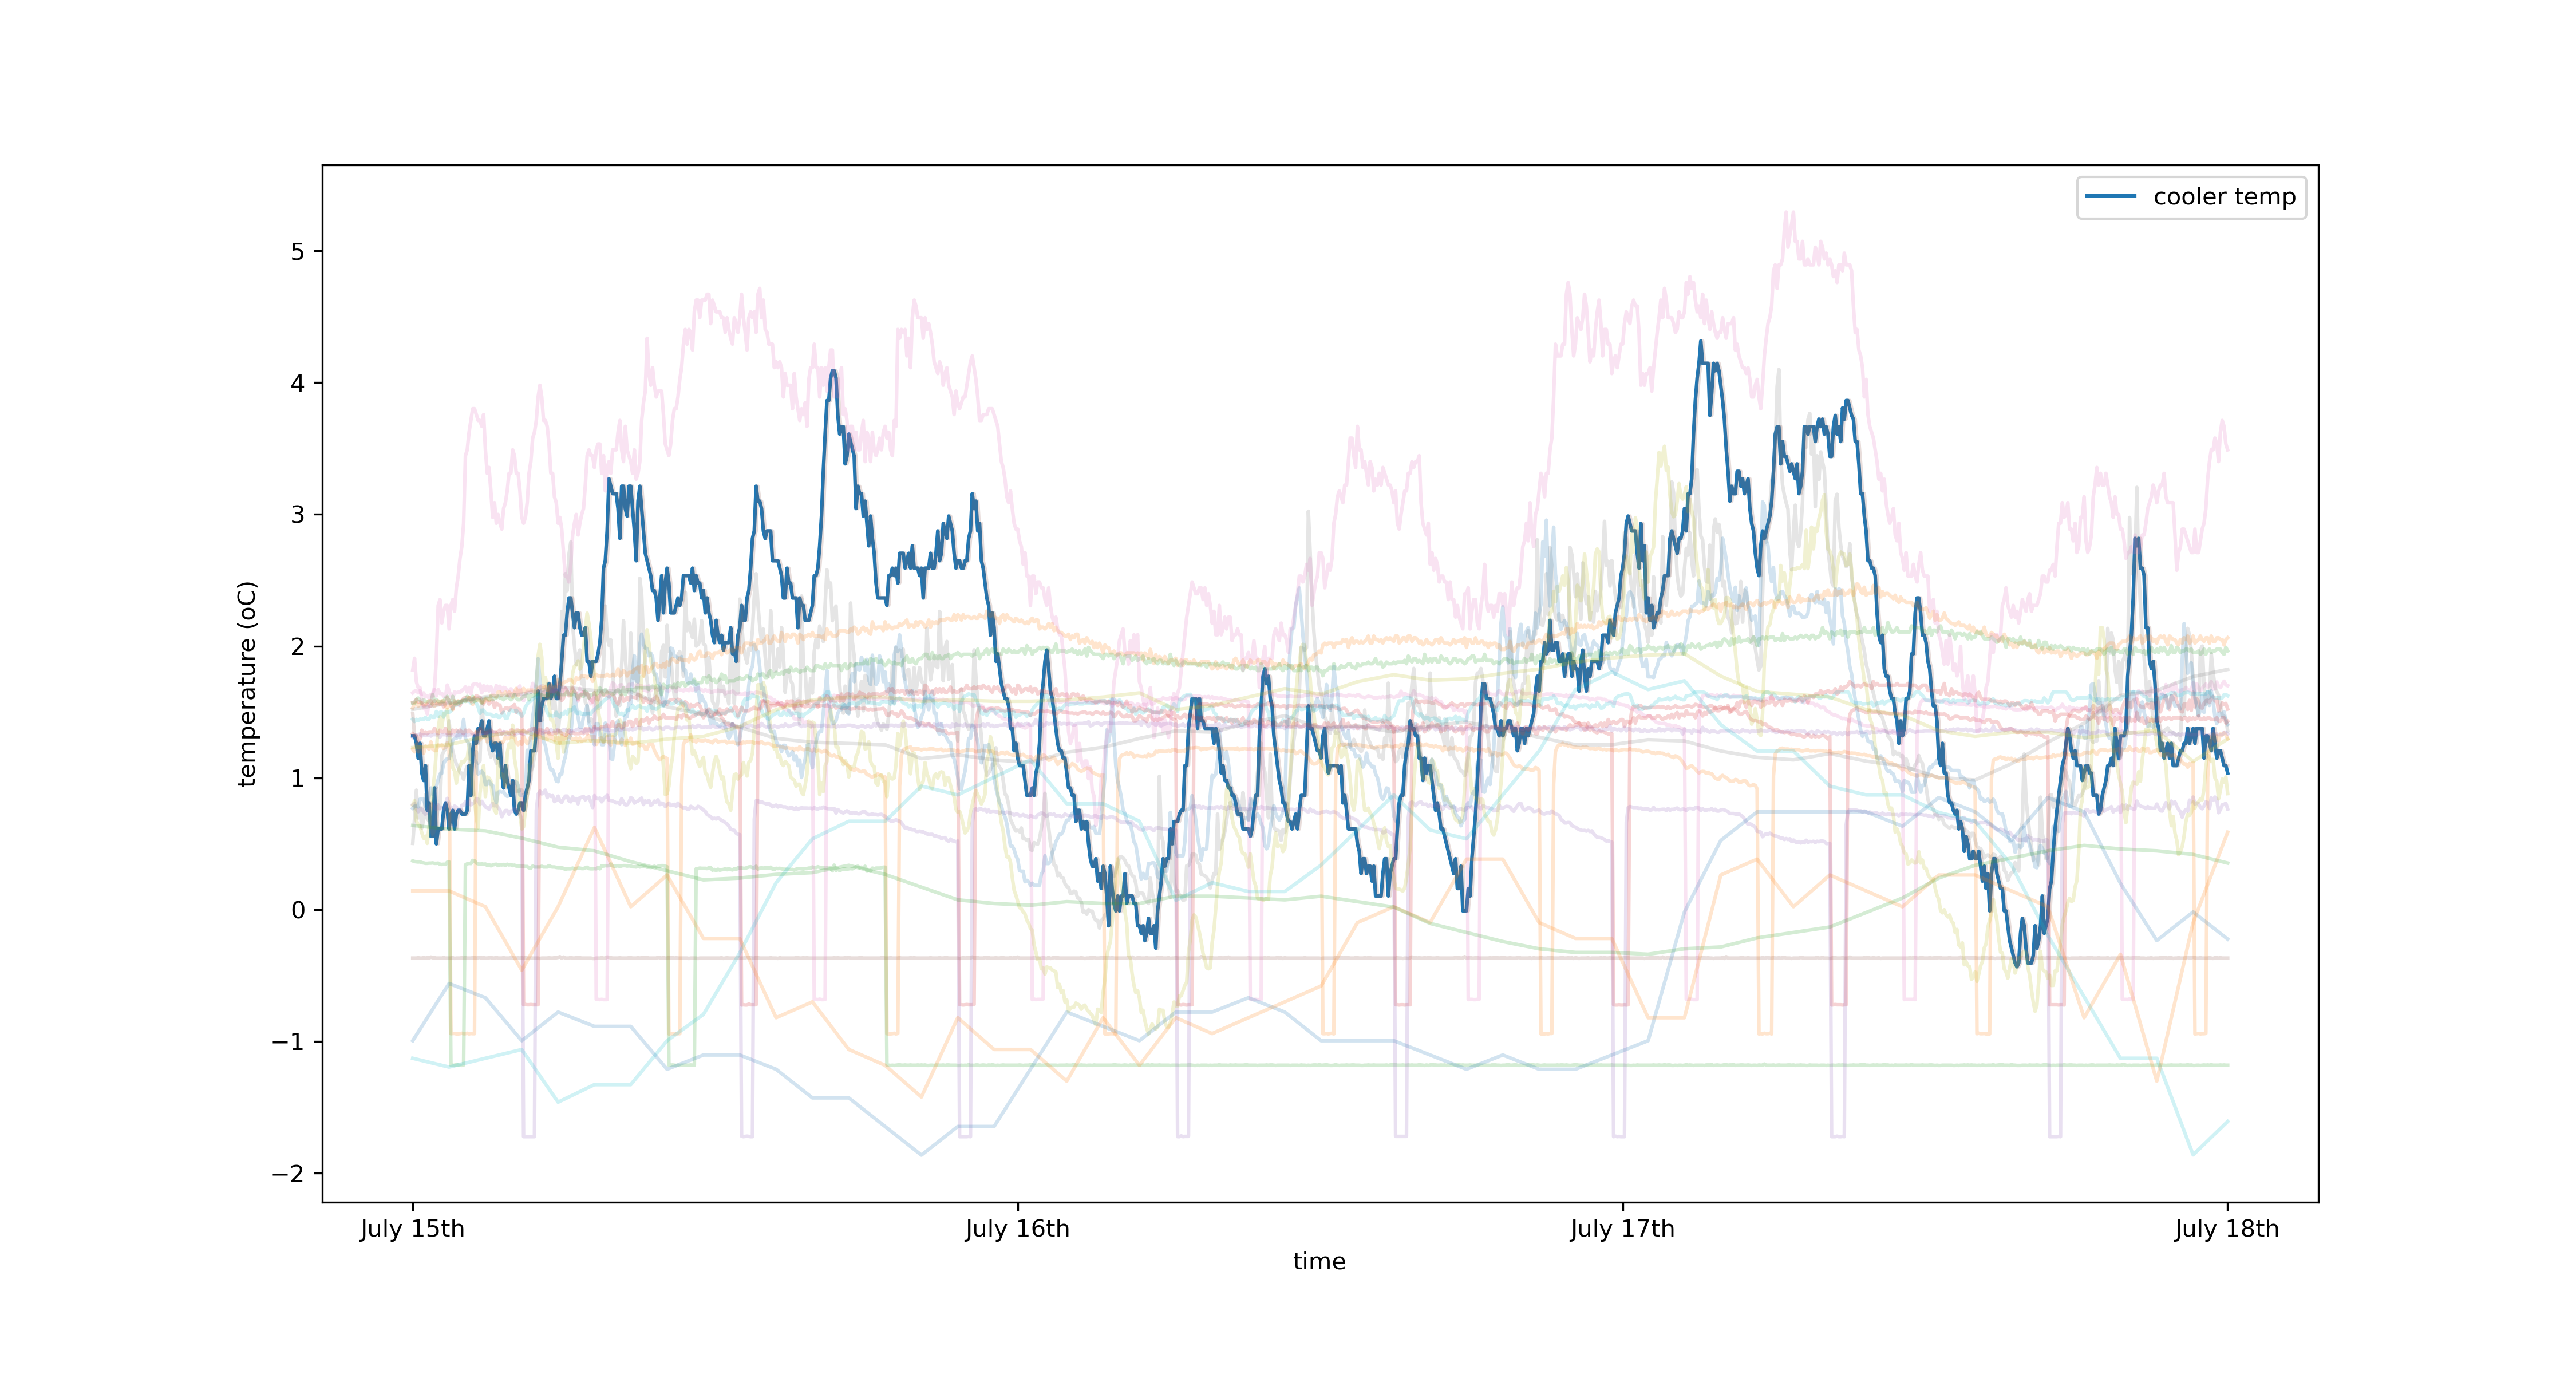 cooler temp
5
4
3
2
1
0
−1
−2
temperature (oC)
July 15th
July 16th
July 17th
July 18th
time